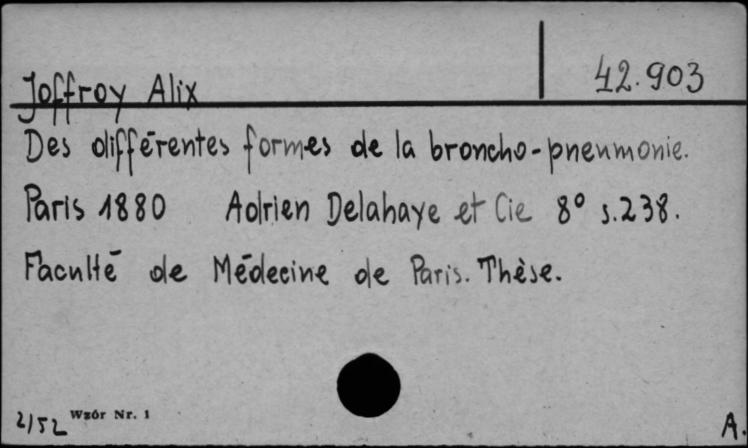 Joffroy Alix 42.903
Des différentes formes de la broncho-pneumonie.
Paris 1880 Adrien Delahaye et Cie 8° s.238.
Faculté de Médecine de Paris. Thèse.
2/52 Wzór Nr. 1 A.